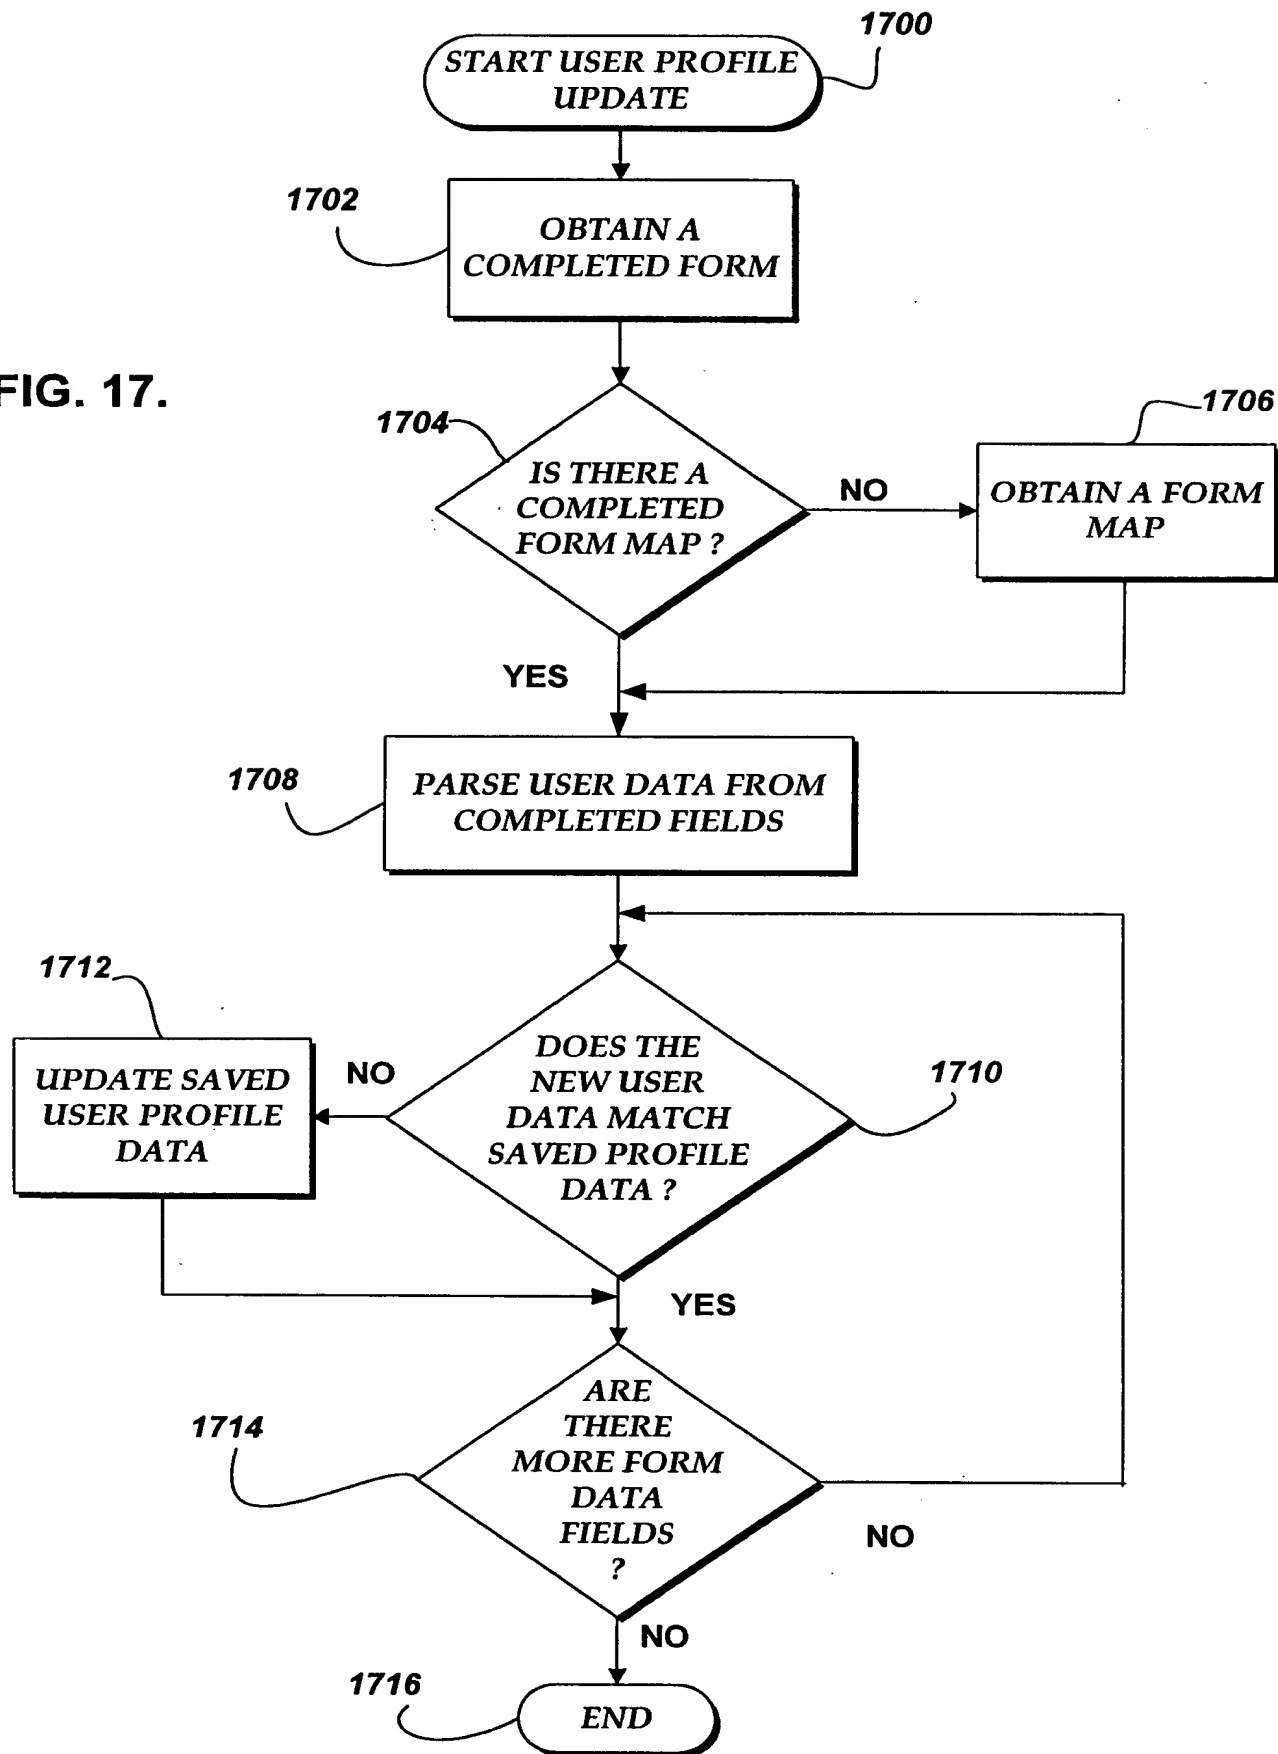 1700
START USER PROFILE
UPDATE
1702
OBTAIN A
COMPLETED FORM
FIG. 17.
1704
IS THERE A
COMPLETED
FORM MAP ?
NO
1706
OBTAIN A FORM
MAP
YES
1708
PARSE USER DATA FROM
COMPLETED FIELDS
1712
UPDATE SAVED
USER PROFILE
DATA
NO
DOES THE
NEW USER
DATA MATCH
SAVED PROFILE
DATA ?
1710
YES
1714
ARE
THERE
MORE FORM
DATA
FIELDS
?
NO
NO
1716
END